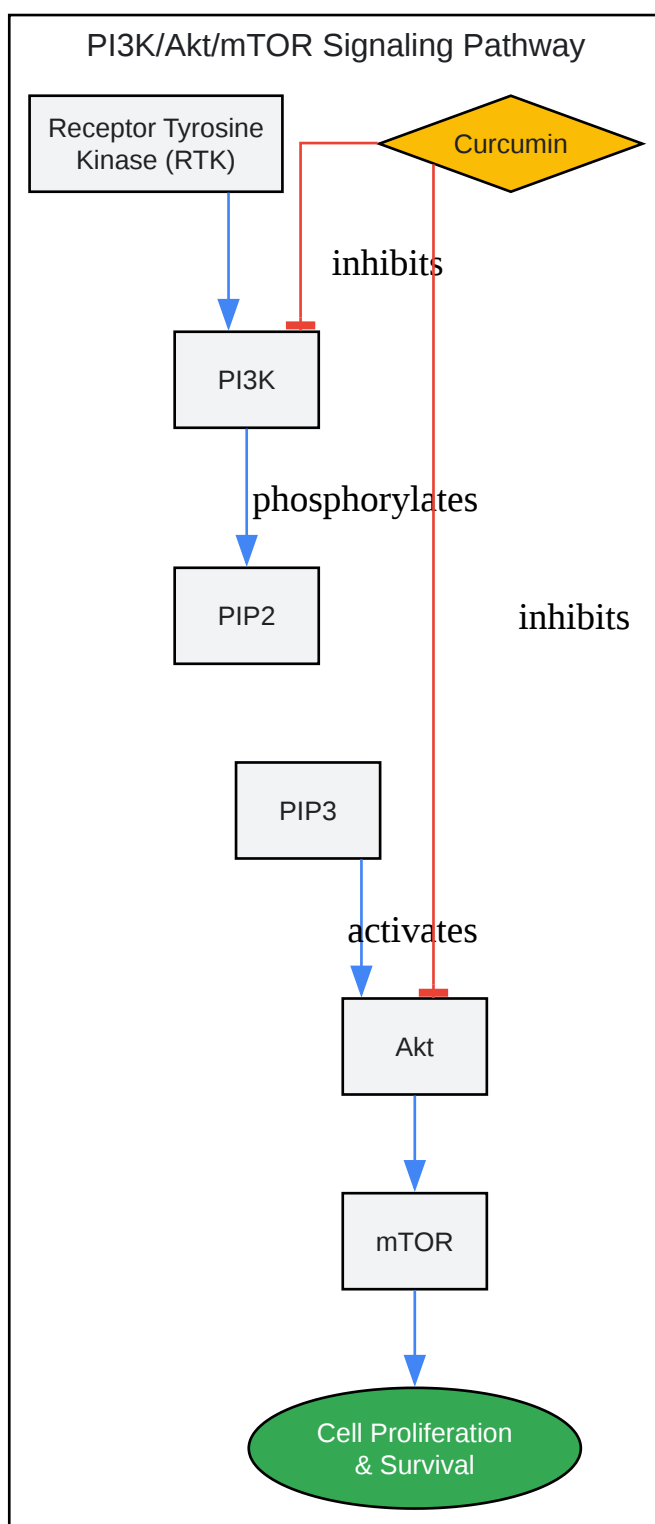 PI3K/Akt/mTOR Signaling Pathway
Receptor Tyrosine
Kinase (RTK)
Curcumin
inhibits
PI3K
phosphorylates
PIP2
inhibits
PIP3
activates
Akt
mTOR
Cell Proliferation
& Survival